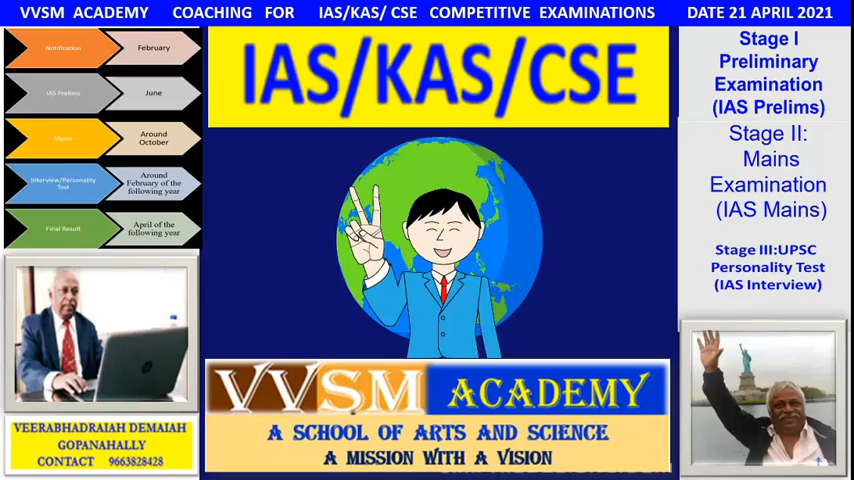 VVSM ACADEMY COACHING FOR IAS/KAS/ CSE COMPETITIVE EXAMINATIONS DATE 21 APRIL 2021
Notification
February
IAS Prelims
June
Mains
Around
October
Interview/Personality
Test
Around
February of the
following year
Final Result
April of the
following year
VEERABHADRAIAH DEMAIAH
GOPANAHALLY
CONTACT 9663828428
IAS/KAS/CSE
VVSM ACADEMY
A SCHOOL OF ARTS AND SCIENCE
A MISSION WITH A VISION
Stage I
Preliminary
Examination
(IAS Prelims)
Stage II:
Mains
Examination
(IAS Mains)
Stage III:UPSC
Personality Test
(IAS Interview)